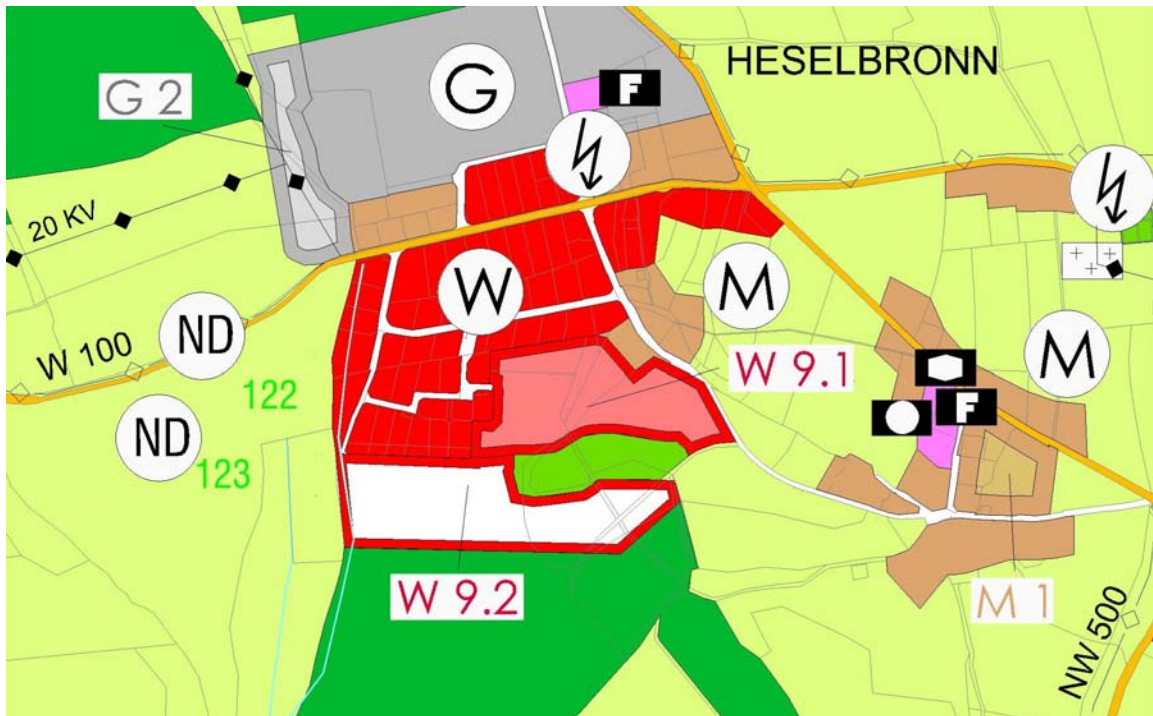 HESELBRONN
G 2
G
F
20 KV
W
M
ND
W 100
122
W 9.1
M
F
ND
123
W 9.2
M 1
NW 500